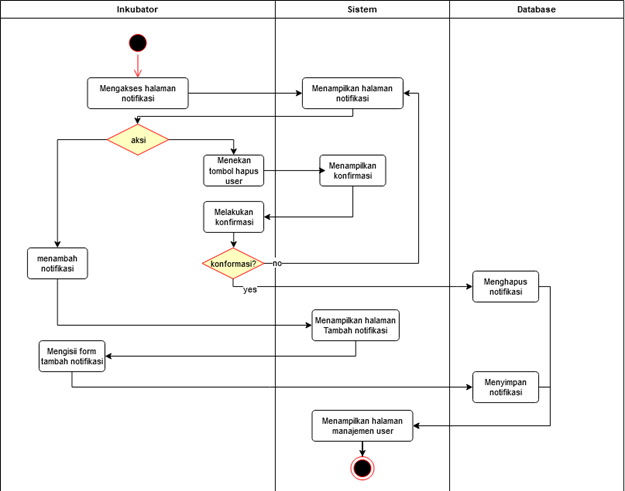 Inkubator
Sistem
Database
Mengakses halaman
notifikasi
Menampilkan halaman
notifikasi
aksi
Menekan
tombol hapus
user
Menampilkan
konfirmasi
Melakukan
konfirmasi
menambah
notifikasi
konformasi?
no
yes
Menghapus
notifikasi
Menampilkan halaman
Tambah notifikasi
Mengisii form
tambah notifikasi
Menyimpan
notifikasi
Menampilkan halaman
manajemen user